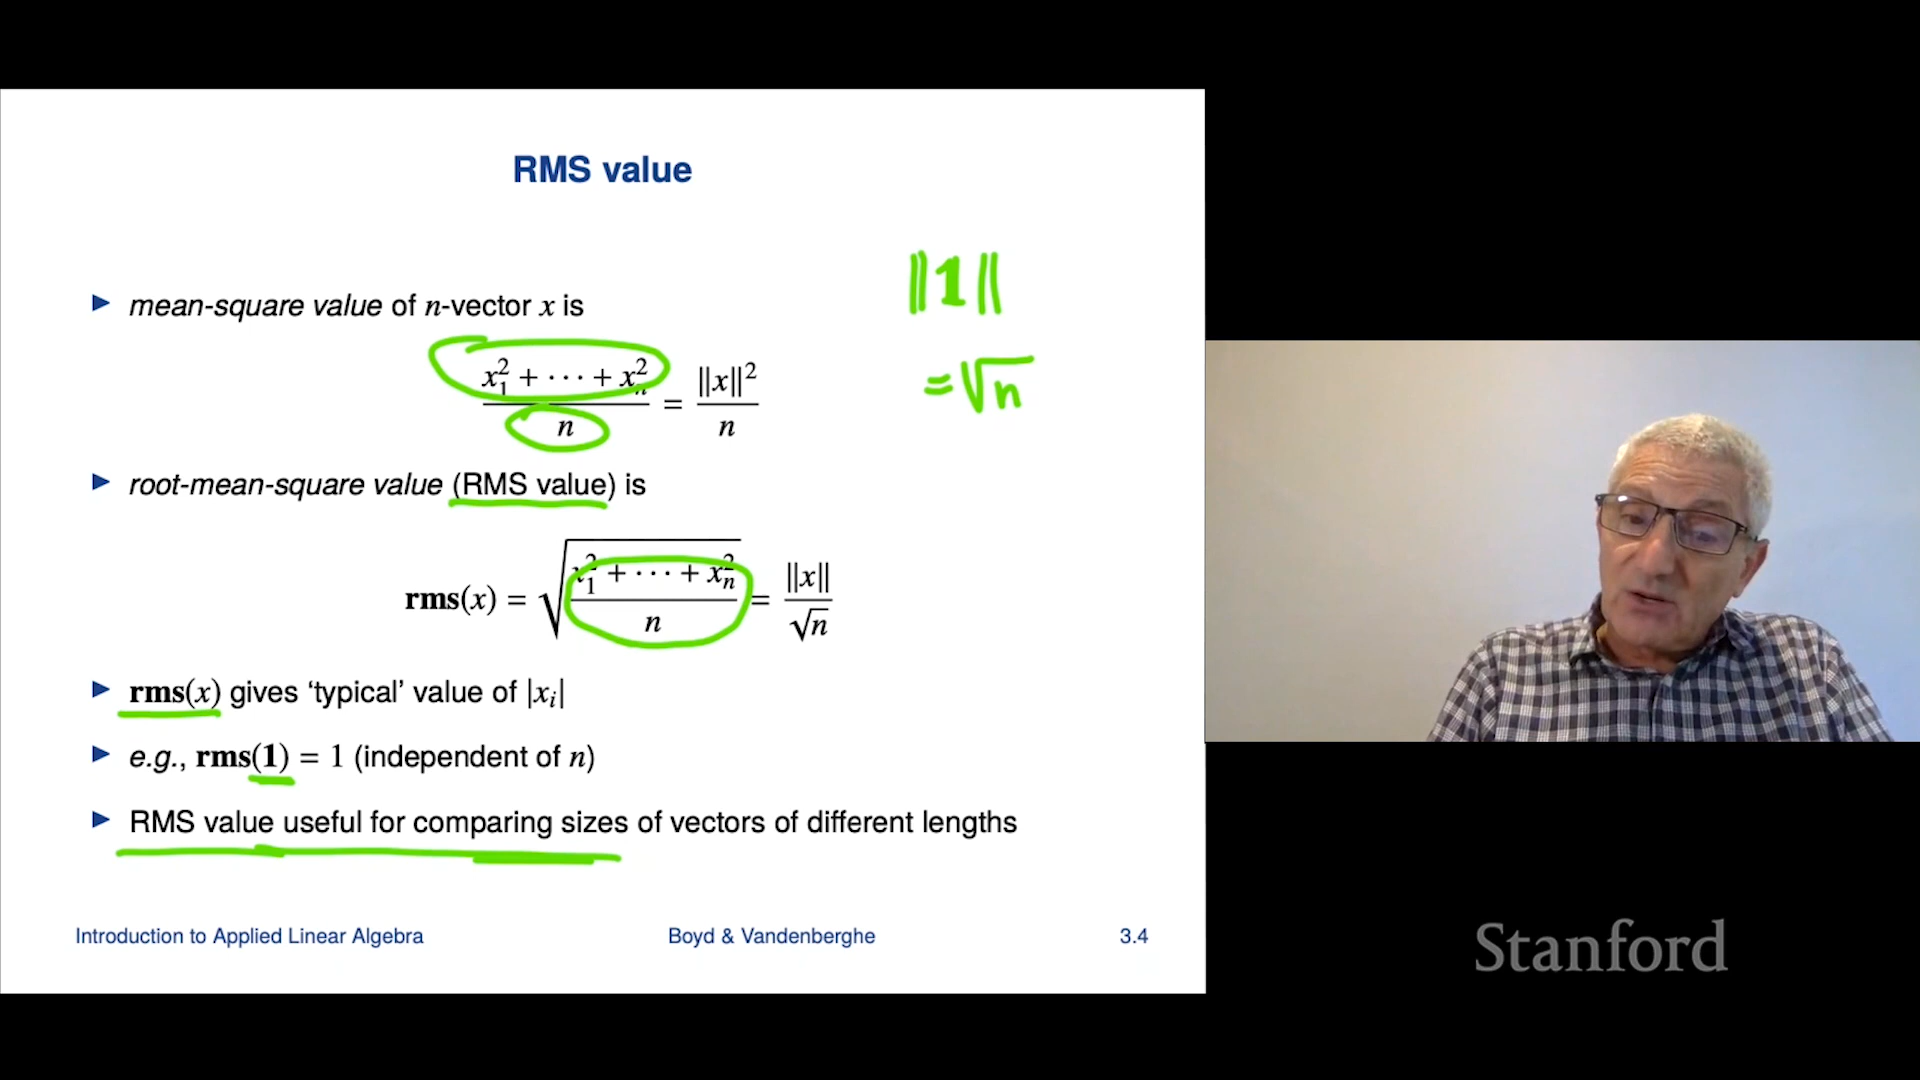 RMS value
▶ mean-square value of n-vector x is
x₁² + ··· + xₙ² / n = ‖x‖² / n
‖1‖
= √n
▶ root-mean-square value (RMS value) is
rms(x) = √((x₁² + ··· + xₙ²) / n) = ‖x‖ / √n
▶ rms(x) gives ‘typical’ value of |xᵢ|
▶ e.g., rms(1) = 1 (independent of n)
▶ RMS value useful for comparing sizes of vectors of different lengths
Introduction to Applied Linear Algebra
Boyd & Vandenberghe
3.4
Stanford